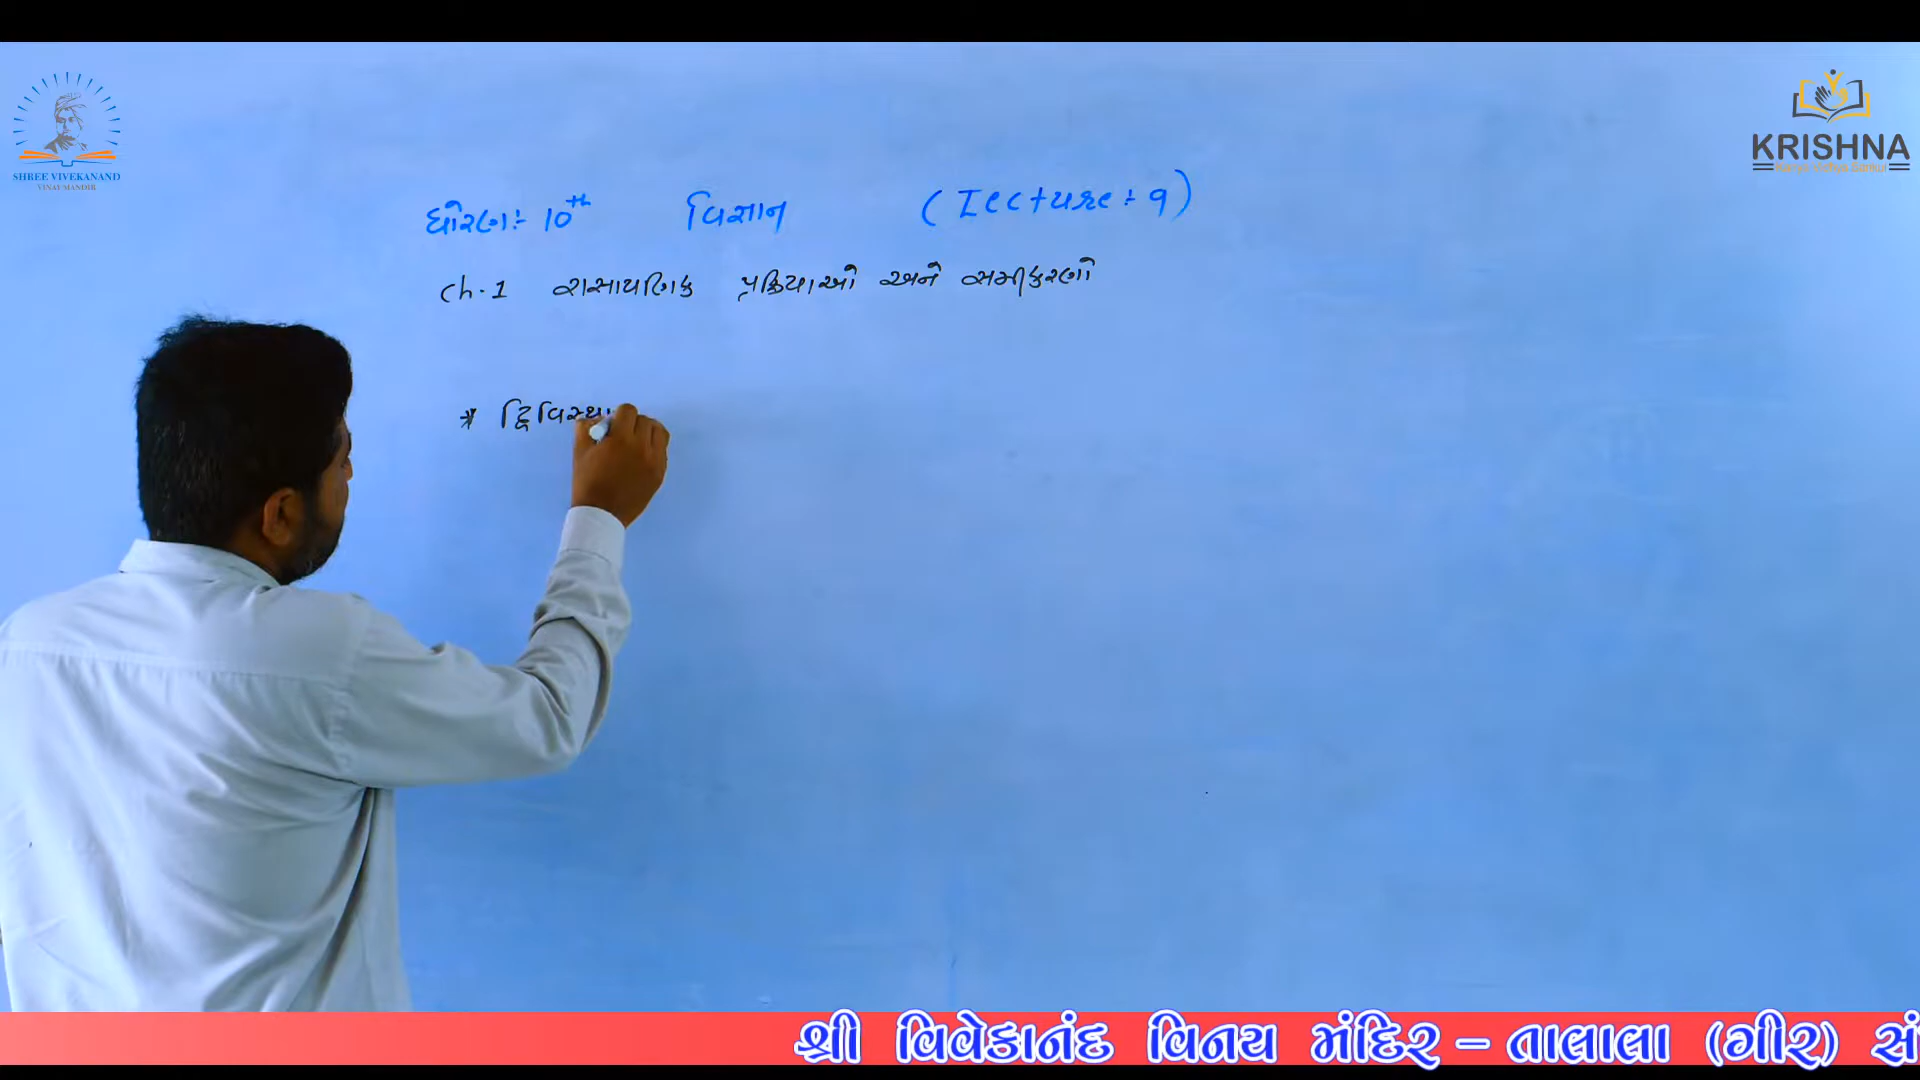 SHREE VIVEKANAND
VINAY MANDIR
KRISHNA
ધોરણ:- 10th વિજ્ઞાન (Lecture:- 9)
ch.1 રાસાયણિક પ્રક્રિયાઓ અને સમીકરણો
* દ્વિવિસ્થા
શ્રી વિવેકાનંદ વિનય મંદિર – તાલાલા (ગીર) સં